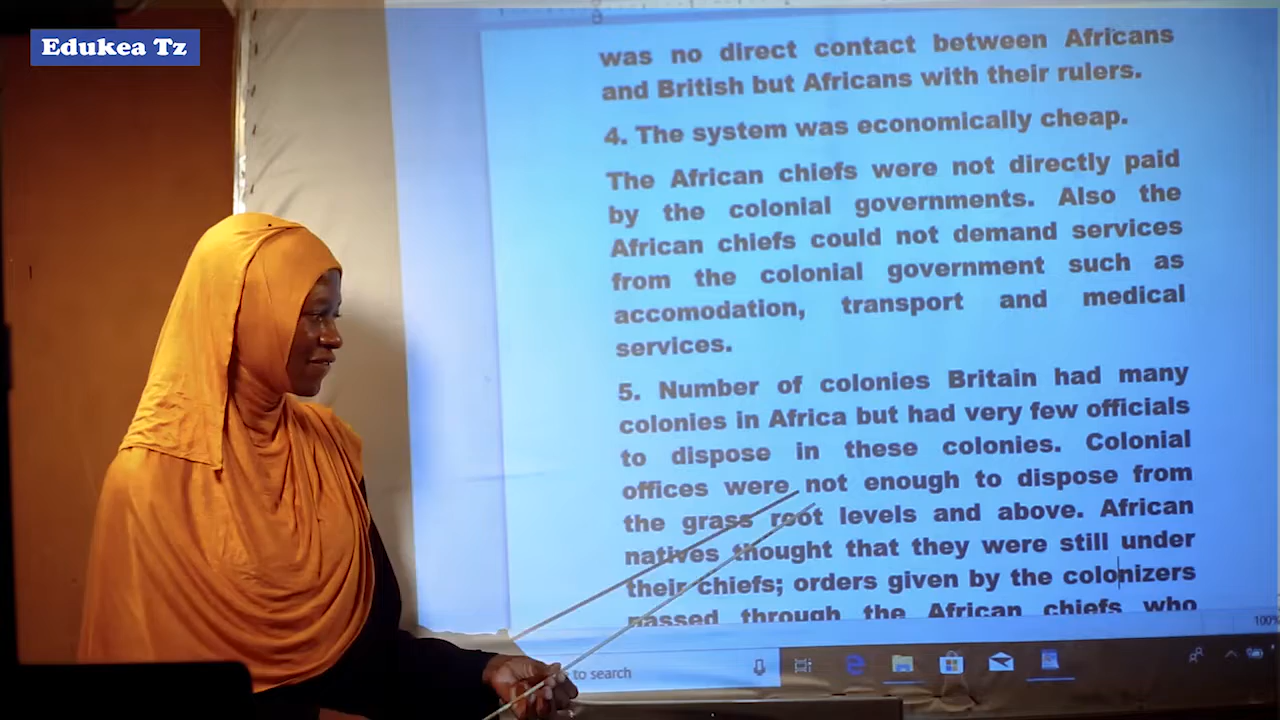 Edukea Tz
was no direct contact between Africans
and British but Africans with their rulers.
4. The system was economically cheap.
The African chiefs were not directly paid
by the colonial governments. Also the
African chiefs could not demand services
from the colonial government such as
accomodation, transport and medical
services.
5. Number of colonies Britain had many
colonies in Africa but had very few officials
to dispose in these colonies. Colonial
offices were not enough to dispose from
the grass root levels and above. African
natives thought that they were still under
their chiefs; orders given by the colonizers
passed through the African chiefs who
100%
to search